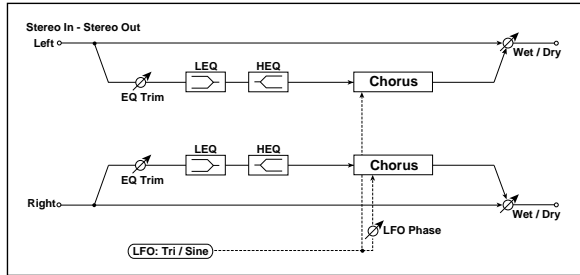 Stereo In - Stereo Out
Left
Wet / Dry
EQ Trim
LEQ
HEQ
Chorus
LEQ
HEQ
Chorus
EQ Trim
Right
LFO Phase
Wet / Dry
LFO: Tri / Sine